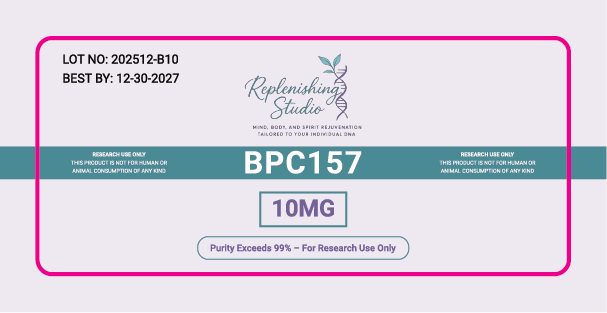 LOT NO: 202512-B10
BEST BY: 12-30-2027
Replenishing
Studio
MIND, BODY, AND SPIRIT REJUVENATION
TAILORED TO YOUR INDIVIDUAL DNA
RESEARCH USE ONLY
THIS PRODUCT IS NOT FOR HUMAN OR
ANIMAL CONSUMPTION OF ANY KIND
BPC157
RESEARCH USE ONLY
THIS PRODUCT IS NOT FOR HUMAN OR
ANIMAL CONSUMPTION OF ANY KIND
10MG
Purity Exceeds 99% – For Research Use Only